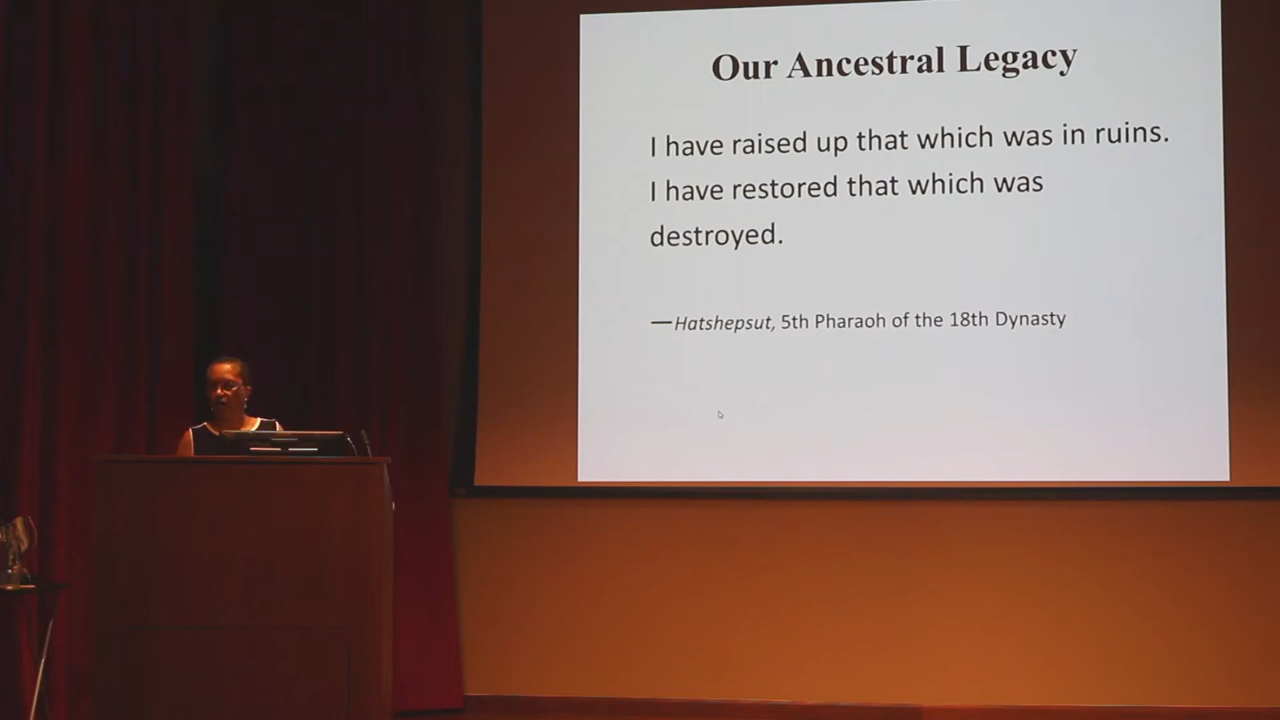 Our Ancestral Legacy
I have raised up that which was in ruins.
I have restored that which was
destroyed.
—Hatshepsut, 5th Pharaoh of the 18th Dynasty